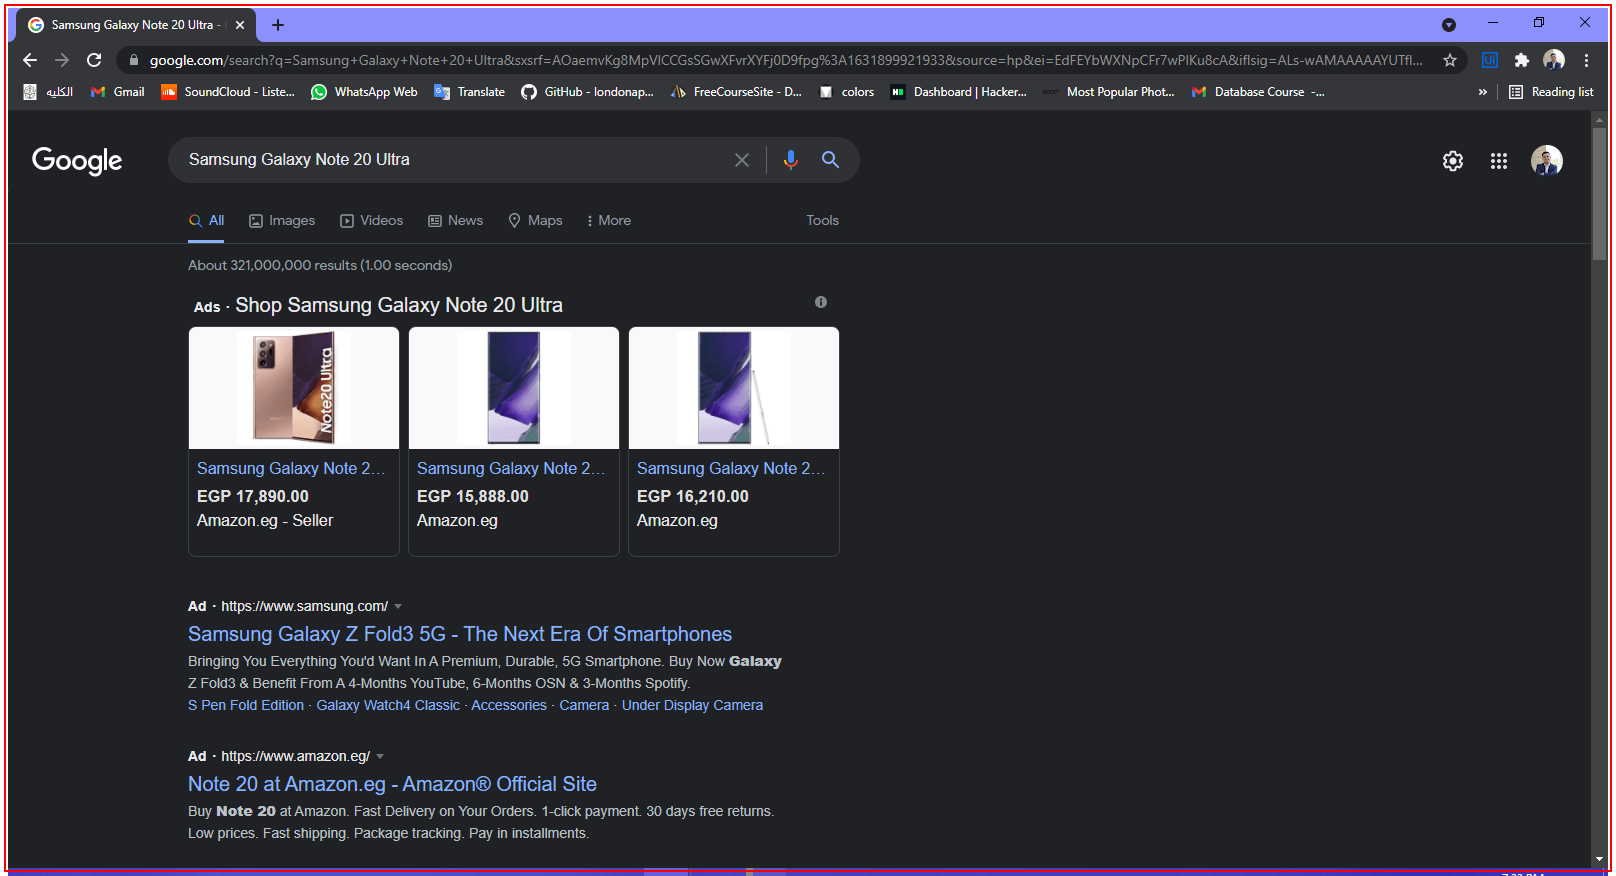 Samsung Galaxy Note 20 Ultra -
google.com/search?q=Samsung+Galaxy+Note+20+Ultra&sxsrf=AOaemvKg8MpVlCCGsSGwXFvrXYFj0D9fpg%3A1631899921933&source=hp&ei=EdFEYbWXNpCFr7wPlKu8cA&iflsig=ALs-wAMAAAAAYUTfl...
الكليه Gmail SoundCloud - Liste... WhatsApp Web Translate GitHub - londonap... FreeCourseSite - D... colors Dashboard | Hacker... Most Popular Phot... Database Course -... » Reading list
Google Samsung Galaxy Note 20 Ultra
All Images Videos News Maps More Tools
About 321,000,000 results (1.00 seconds)
Ads · Shop Samsung Galaxy Note 20 Ultra
Note20 Ultra
Samsung Galaxy Note 2... Samsung Galaxy Note 2... Samsung Galaxy Note 2...
EGP 17,890.00 EGP 15,888.00 EGP 16,210.00
Amazon.eg - Seller Amazon.eg Amazon.eg
Ad · https://www.samsung.com/
Samsung Galaxy Z Fold3 5G - The Next Era Of Smartphones
Bringing You Everything You'd Want In A Premium, Durable, 5G Smartphone. Buy Now Galaxy
Z Fold3 & Benefit From A 4-Months YouTube, 6-Months OSN & 3-Months Spotify.
S Pen Fold Edition · Galaxy Watch4 Classic · Accessories · Camera · Under Display Camera
Ad · https://www.amazon.eg/
Note 20 at Amazon.eg - Amazon® Official Site
Buy Note 20 at Amazon. Fast Delivery on Your Orders. 1-click payment. 30 days free returns.
Low prices. Fast shipping. Package tracking. Pay in installments.